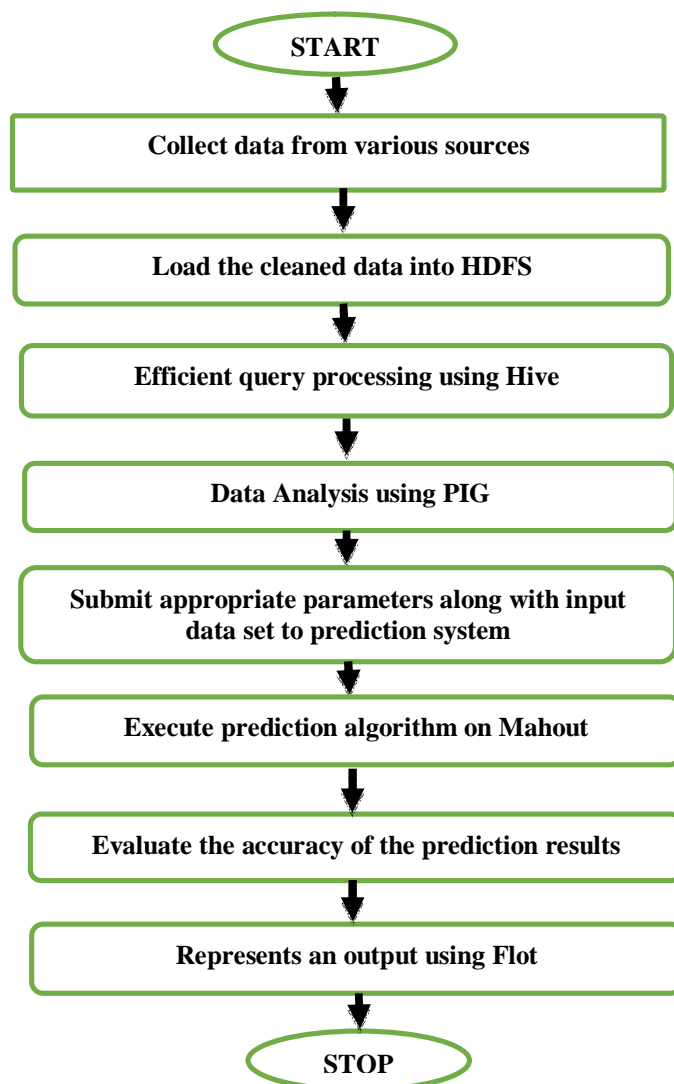 START
Collect data from various sources
Load the cleaned data into HDFS
Efficient query processing using Hive
Data Analysis using PIG
Submit appropriate parameters along with input
data set to prediction system
Execute prediction algorithm on Mahout
Evaluate the accuracy of the prediction results
Represents an output using Flot
STOP